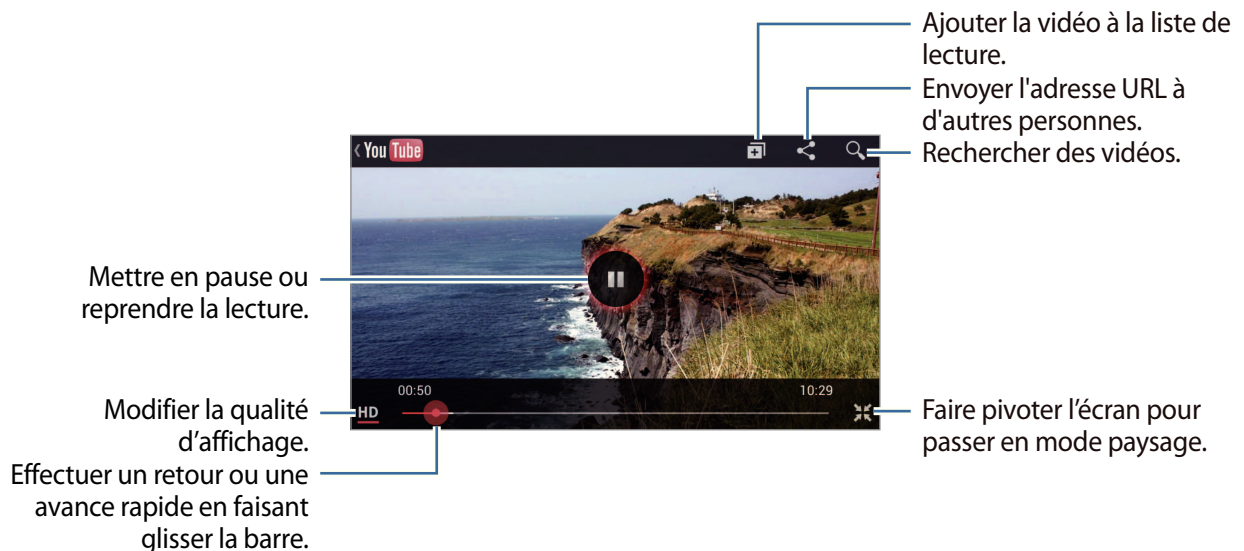 Ajouter la vidéo à la liste de
lecture.
Envoyer l'adresse URL à
d'autres personnes.
Rechercher des vidéos.
You Tube
Mettre en pause ou
reprendre la lecture.
00:50
10:29
HD
Modifier la qualité
d’affichage.
Effectuer un retour ou une
avance rapide en faisant
glisser la barre.
Faire pivoter l’écran pour
passer en mode paysage.